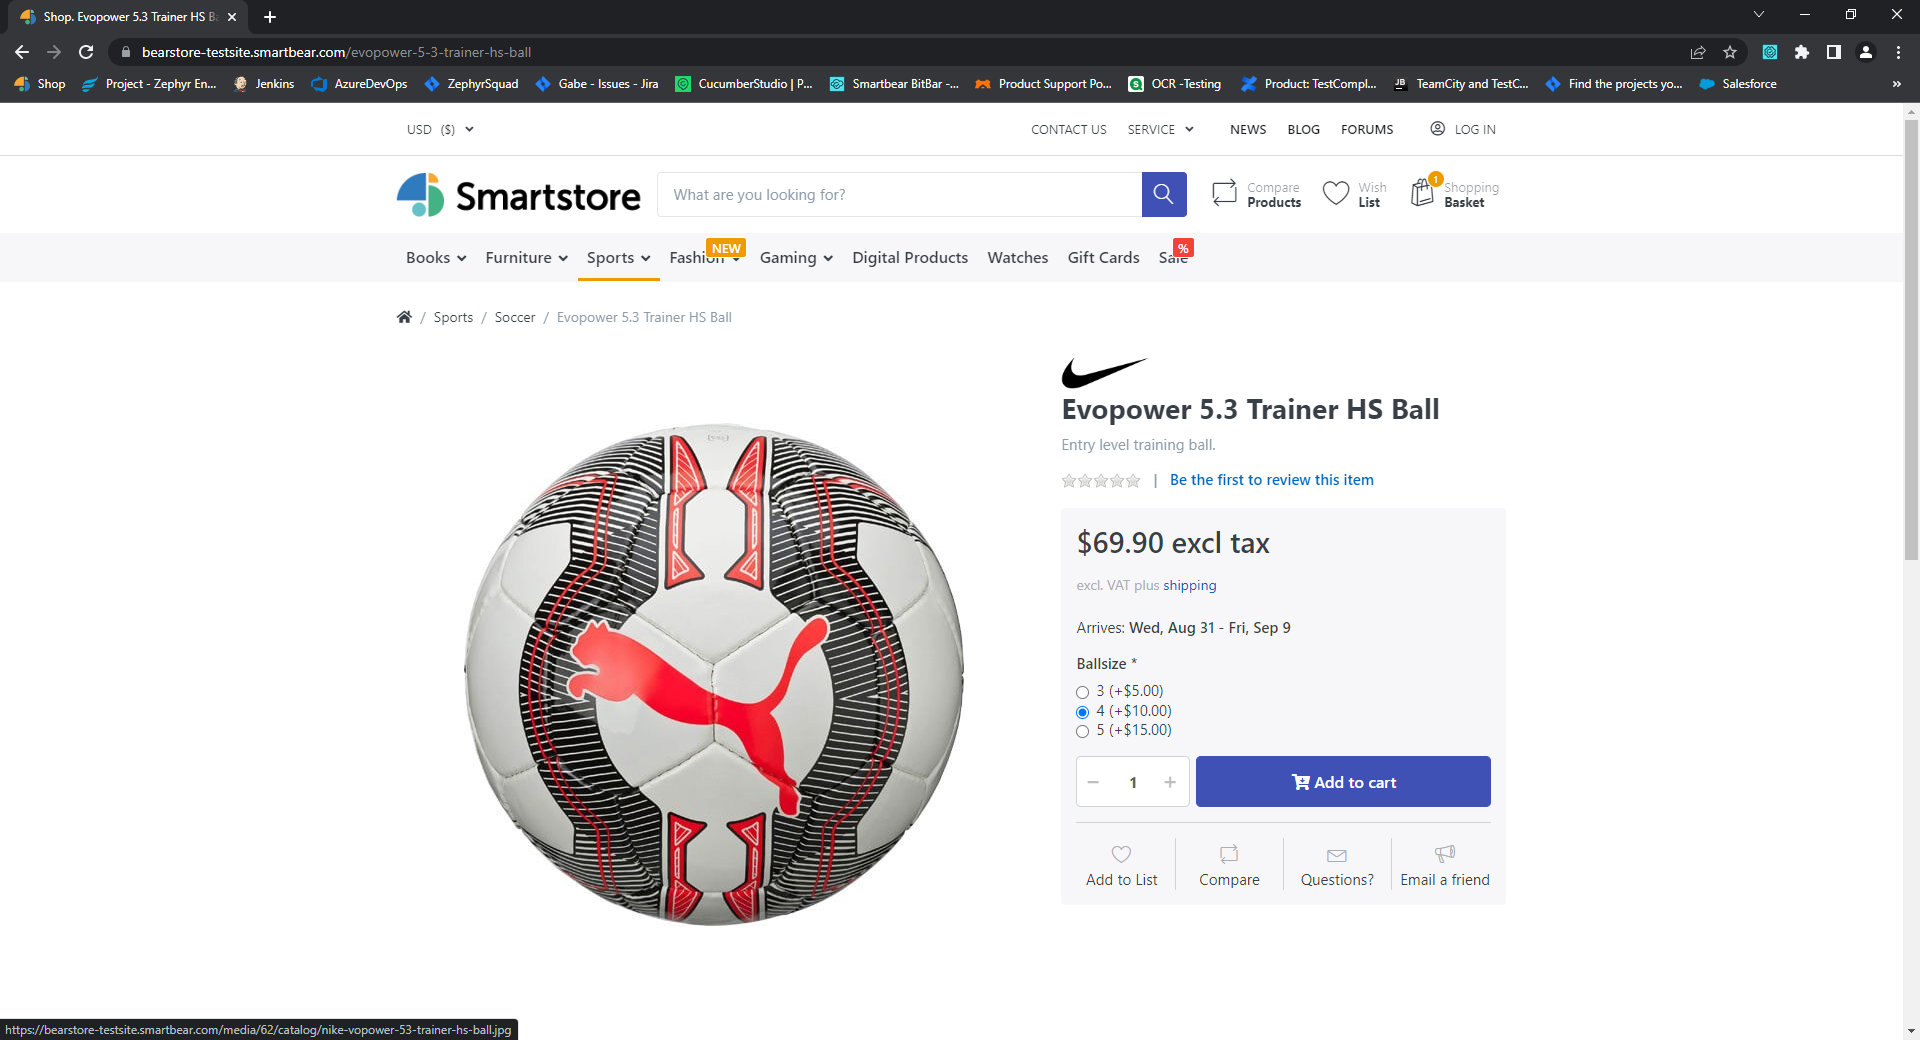 Shop. Evopower 5.3 Trainer HS B
bearstore-testsite.smartbear.com/evopower-5-3-trainer-hs-ball
Shop
Project - Zephyr En...
Jenkins
AzureDevOps
ZephyrSquad
Gabe - Issues - Jira
CucumberStudio | P...
Smartbear BitBar -...
Product Support Po...
OCR -Testing
Product: TestCompl...
TeamCity and TestC...
Find the projects yo...
Salesforce
»
USD ($)
CONTACT US
SERVICE
NEWS
BLOG
FORUMS
LOG IN
Smartstore
What are you looking for?
Compare
Products
Wish
List
1
Shopping
Basket
Books
Furniture
Sports
Fashion
NEW
Gaming
Digital Products
Watches
Gift Cards
Sale
%
/ Sports / Soccer / Evopower 5.3 Trainer HS Ball
Evopower 5.3 Trainer HS Ball
Entry level training ball.
| Be the first to review this item
$69.90 excl tax
excl. VAT plus shipping
Arrives: Wed, Aug 31 - Fri, Sep 9
Ballsize *
3 (+$5.00)
4 (+$10.00)
5 (+$15.00)
− 1 +
Add to cart
Add to List
Compare
Questions?
Email a friend
https://bearstore-testsite.smartbear.com/media/62/catalog/nike-vopower-53-trainer-hs-ball.jpg